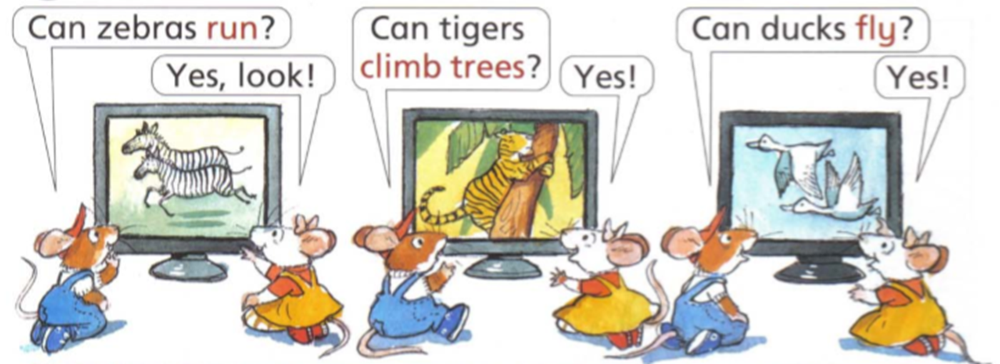 Can zebras run?
Yes, look!
Can tigers
climb trees?
Yes!
Can ducks fly?
Yes!